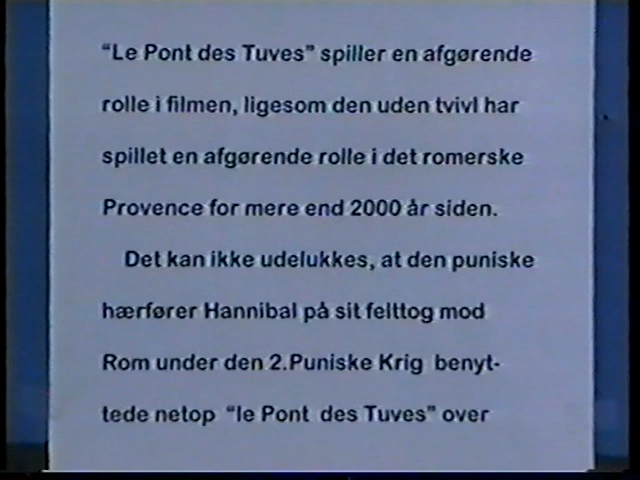 “Le Pont des Tuves” spiller en afgørende
rolle i filmen, ligesom den uden tvivl har
spillet en afgørende rolle i det romerske
Provence for mere end 2000 år siden.
Det kan ikke udelukkes, at den puniske
hærfører Hannibal på sit felttog mod
Rom under den 2.Puniske Krig benyt-
tede netop “le Pont des Tuves” over